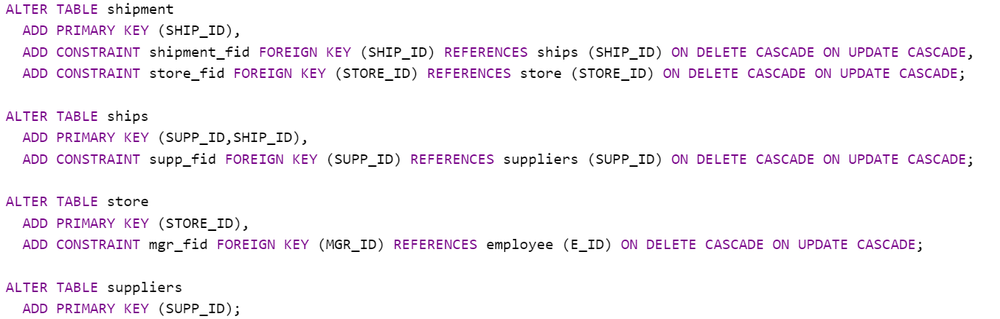 ALTER TABLE shipment
  ADD PRIMARY KEY (SHIP_ID),
  ADD CONSTRAINT shipment_fid FOREIGN KEY (SHIP_ID) REFERENCES ships (SHIP_ID) ON DELETE CASCADE ON UPDATE CASCADE,
  ADD CONSTRAINT store_fid FOREIGN KEY (STORE_ID) REFERENCES store (STORE_ID) ON DELETE CASCADE ON UPDATE CASCADE;

ALTER TABLE ships
  ADD PRIMARY KEY (SUPP_ID,SHIP_ID),
  ADD CONSTRAINT supp_fid FOREIGN KEY (SUPP_ID) REFERENCES suppliers (SUPP_ID) ON DELETE CASCADE ON UPDATE CASCADE;

ALTER TABLE store
  ADD PRIMARY KEY (STORE_ID),
  ADD CONSTRAINT mgr_fid FOREIGN KEY (MGR_ID) REFERENCES employee (E_ID) ON DELETE CASCADE ON UPDATE CASCADE;

ALTER TABLE suppliers
  ADD PRIMARY KEY (SUPP_ID);